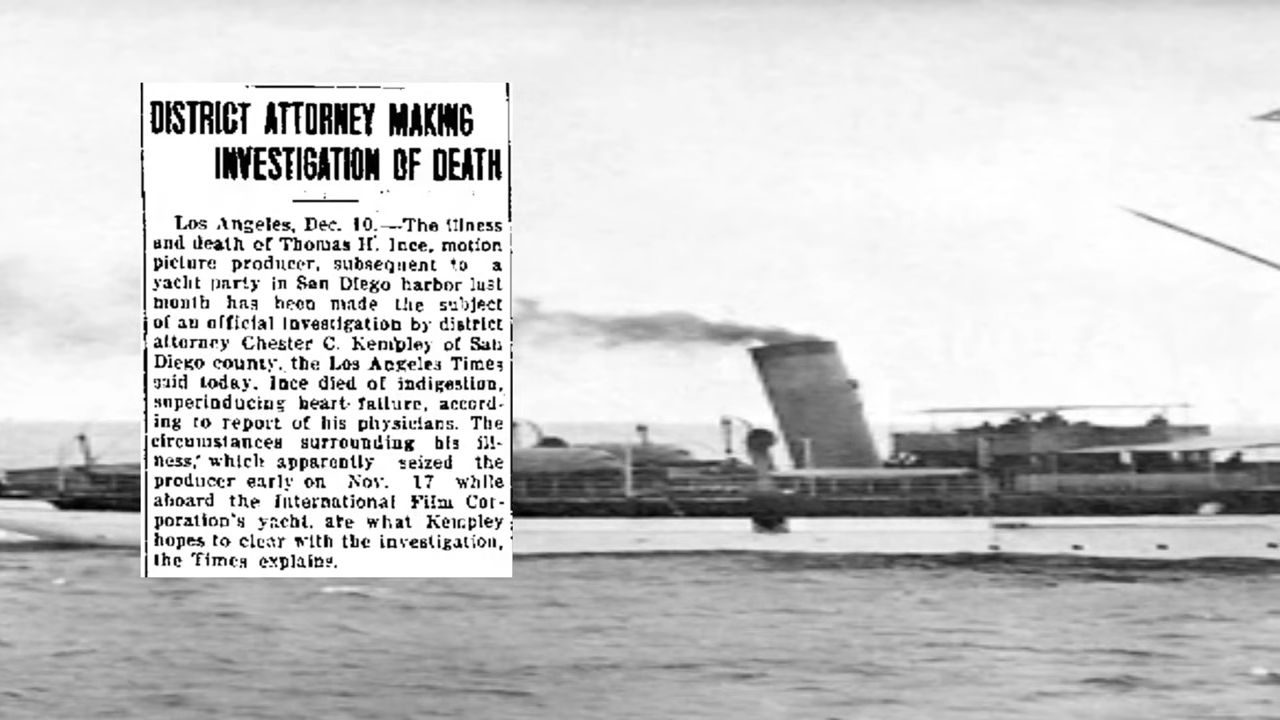 DISTRICT ATTORNEY MAKING
INVESTIGATION OF DEATH
Los Angeles, Dec. 10.—The illness
and death of Thomas H. Ince, motion
picture producer, subsequent to a
yacht party in San Diego harbor last
month has been made the subject
of an official investigation by district
attorney Chester C. Kempley of San
Diego county, the Los Angeles Times
said today. Ince died of indigestion,
superinducing heart failure, accord-
ing to report of his physicians. The
circumstances surrounding his ill-
ness, which apparently seized the
producer early on Nov. 17 while
aboard the International Film Cor-
poration's yacht, are what Kempley
hopes to clear with the investigation,
the Times explains.